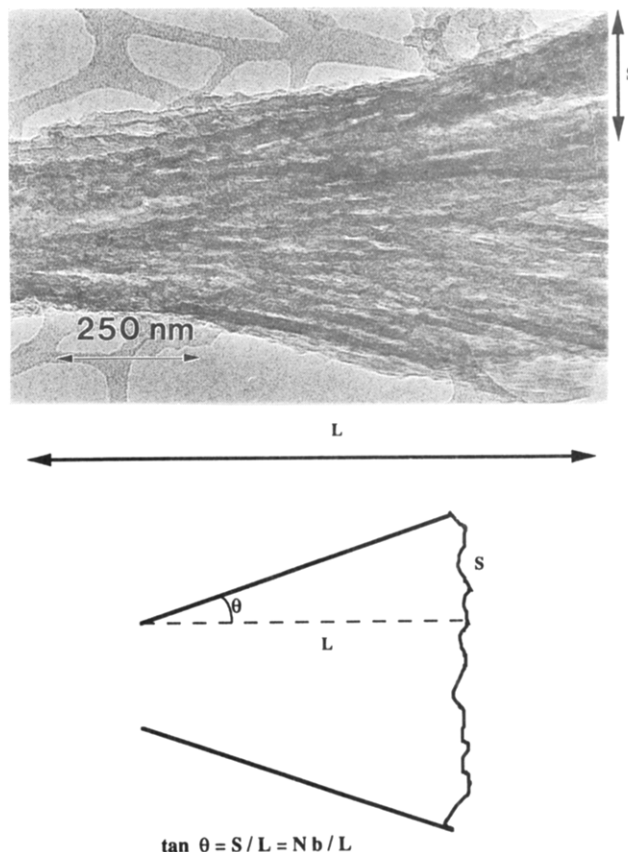 250 nm
L
S
θ
L
tan θ = S / L = N b / L